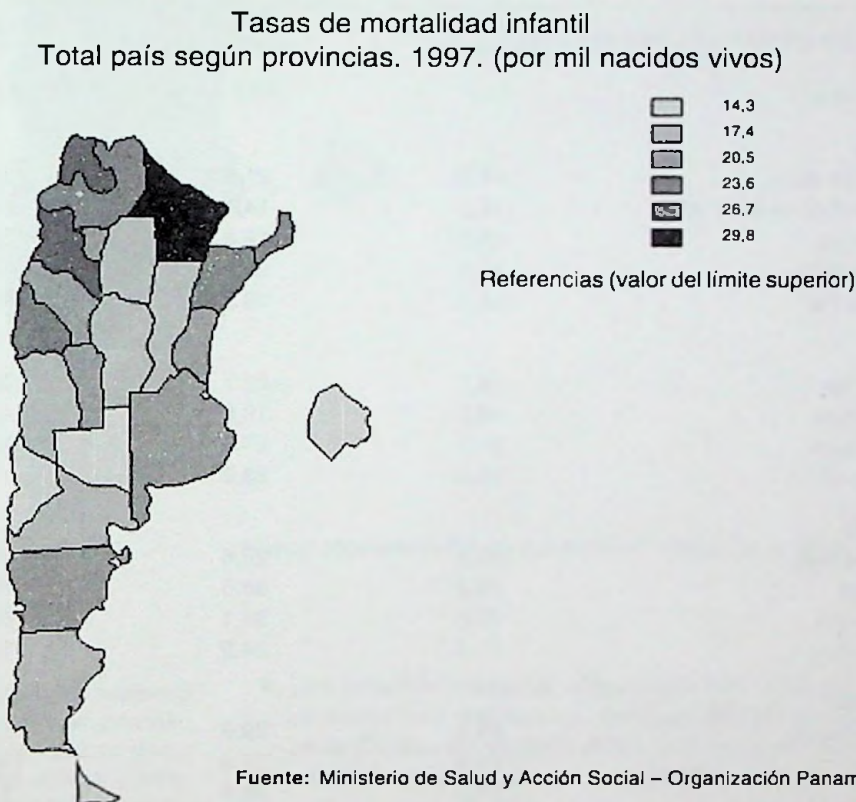 Tasas de mortalidad infantil
Total país según provincias. 1997. (por mil nacidos vivos)
14,3
17,4
20,5
23,6
26,7
29,8
Referencias (valor del límite superior)
Fuente: Ministerio de Salud y Acción Social – Organización Panam